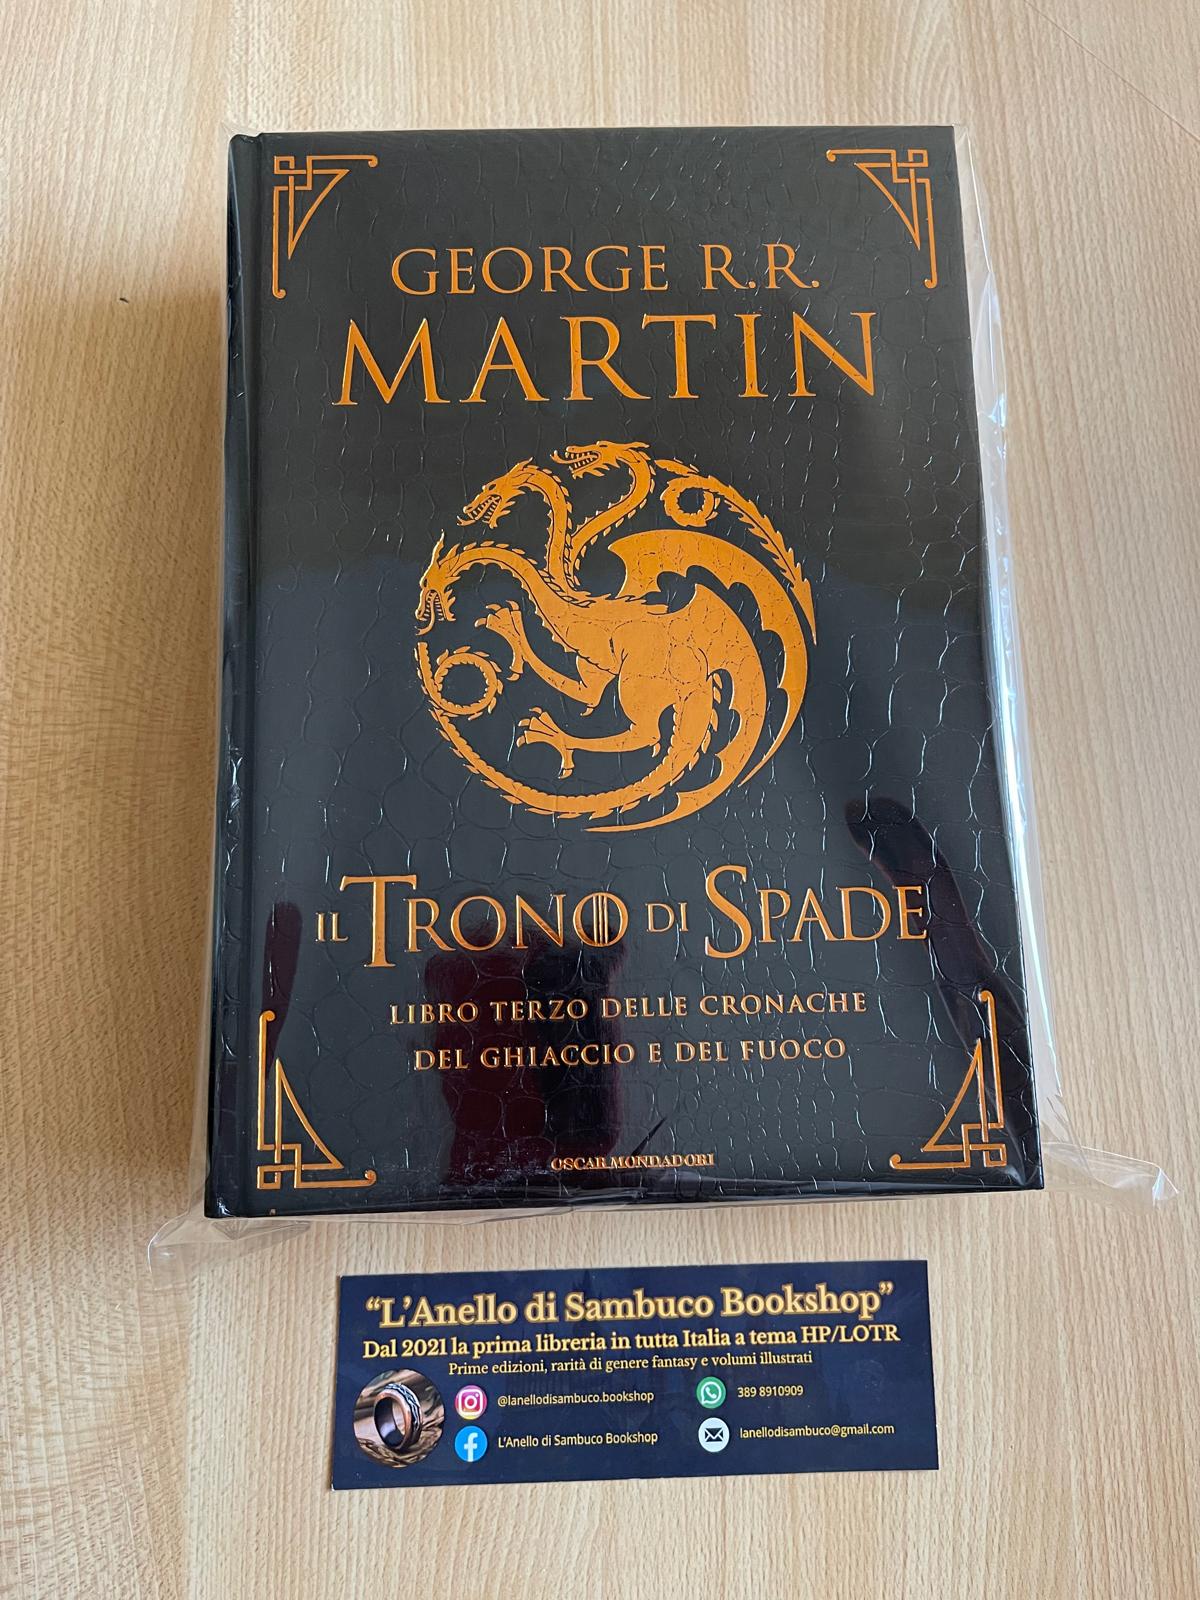 GEORGE R.R.
MARTIN
IL TRONO DI SPADE
LIBRO TERZO DELLE CRONACHE
DEL GHIACCIO E DEL FUOCO
OSCAR MONDADORI
“L’Anello di Sambuco Bookshop”
Dal 2021 la prima libreria in tutta Italia a tema HP/LOTR
Prime edizioni, rarità di genere fantasy e volumi illustrati
@lanellodisambuco.bookshop
389 8910909
L’Anello di Sambuco Bookshop
lanellodisambuco@gmail.com